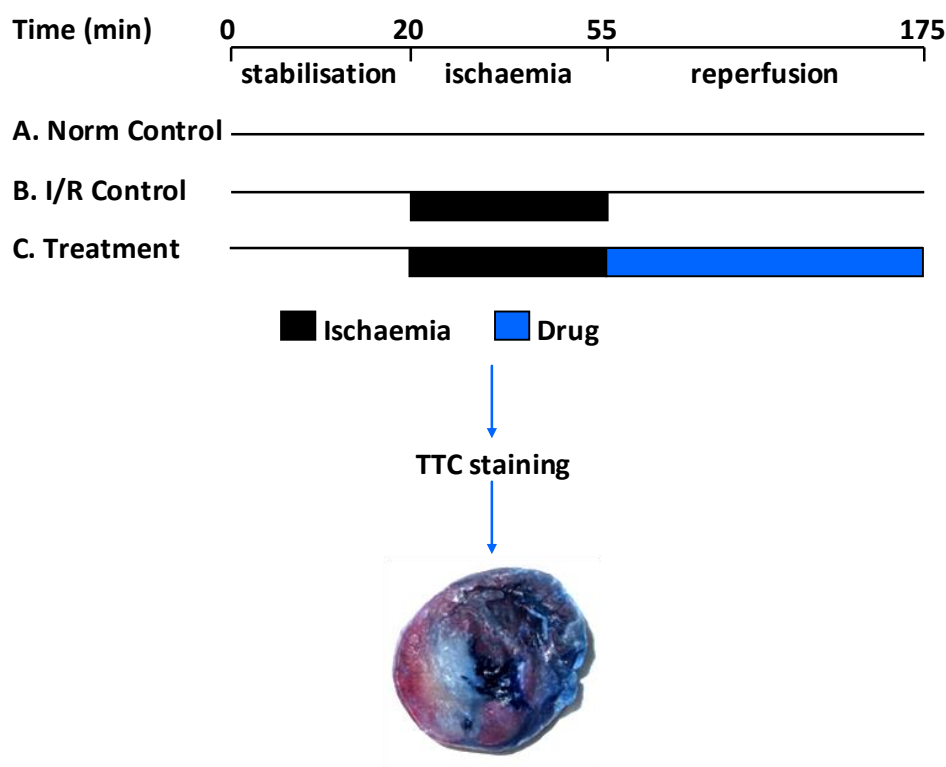 Time (min) 0 20 55 175
stabilisation ischaemia reperfusion
A. Norm Control
B. I/R Control
C. Treatment
Ischaemia Drug
TTC staining